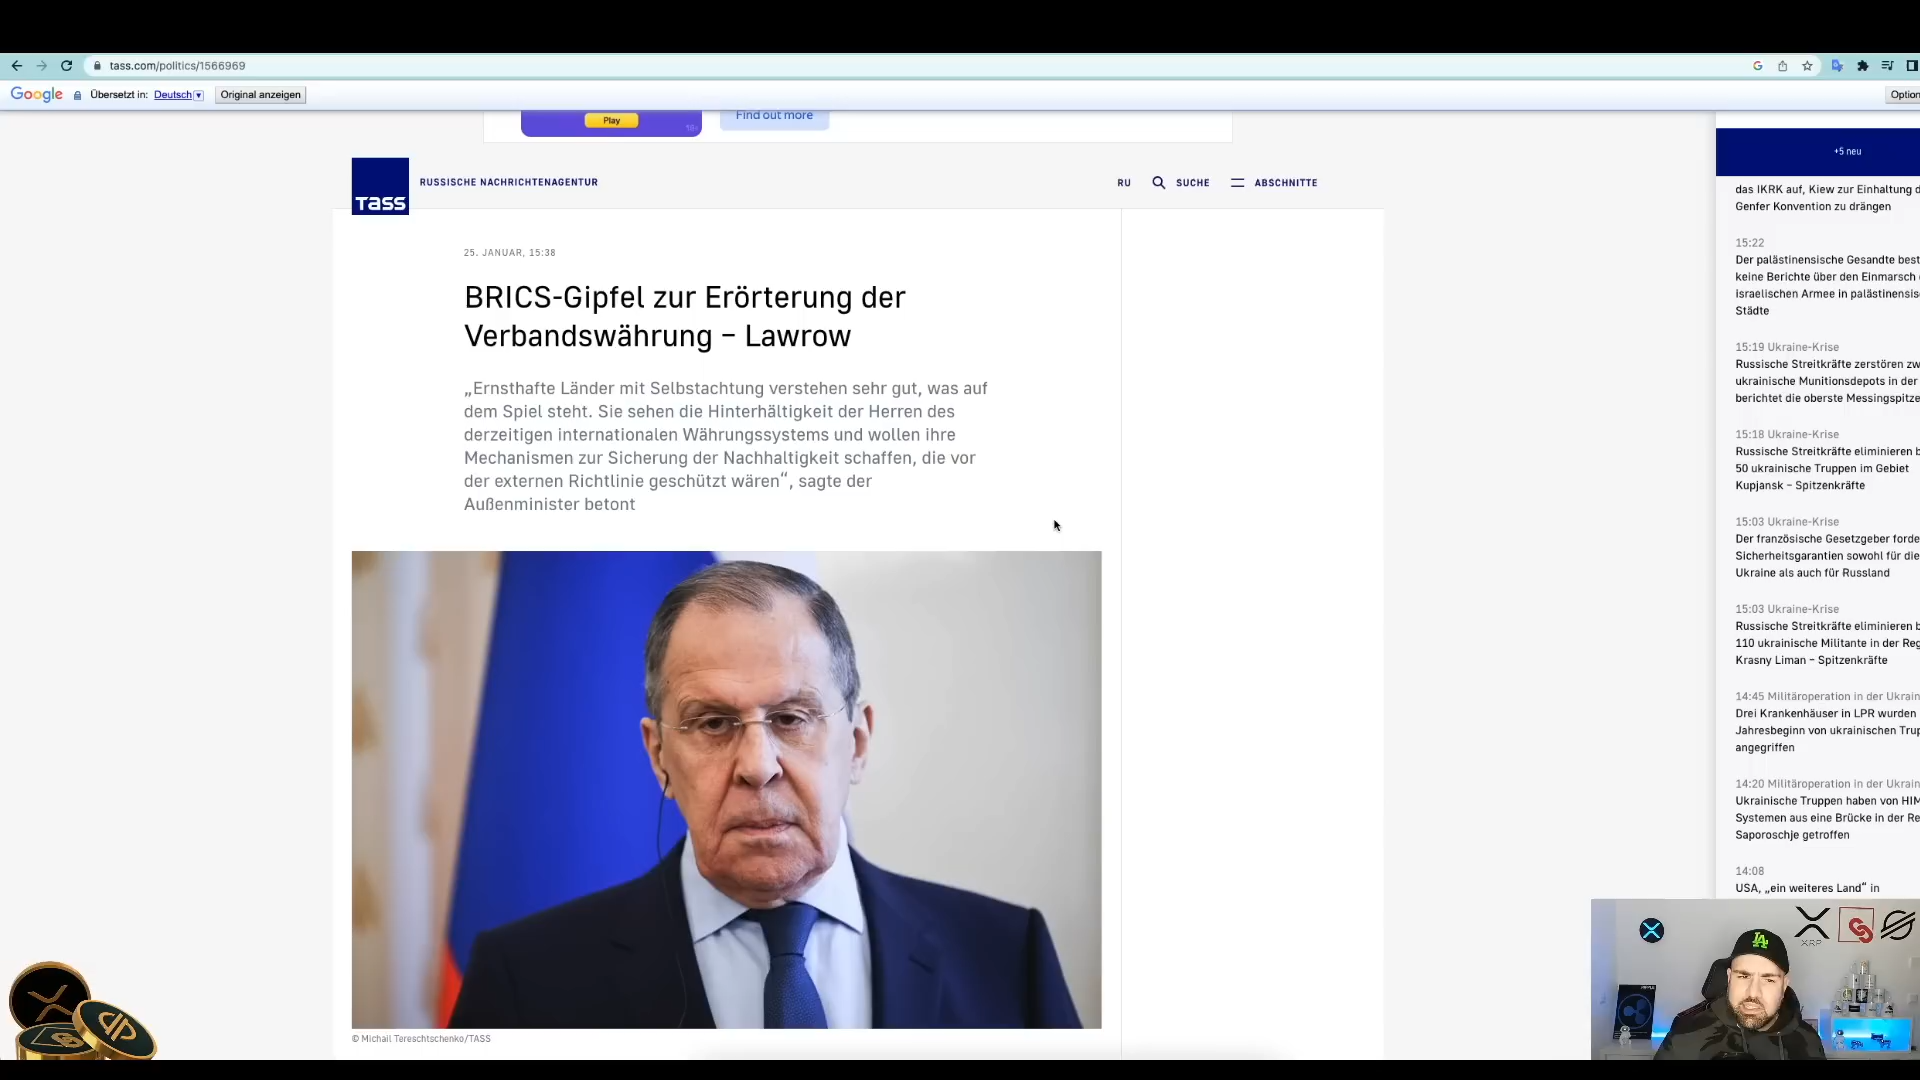 tass.com/politics/1566969
Google Übersetzt in: Deutsch Original anzeigen
Play
18+
Find out more
TASS
RUSSISCHE NACHRICHTENAGENTUR
RU SUCHE ABSCHNITTE
25. JANUAR, 15:38
BRICS-Gipfel zur Erörterung der
Verbandswährung – Lawrow
„Ernsthafte Länder mit Selbstachtung verstehen sehr gut, was auf
dem Spiel steht. Sie sehen die Hinterhältigkeit der Herren des
derzeitigen internationalen Währungssystems und wollen ihre
Mechanismen zur Sicherung der Nachhaltigkeit schaffen, die vor
der externen Richtlinie geschützt wären“, sagte der
Außenminister betont
© Michail Tereschtschenko/TASS
+5 neu
das IKRK auf, Kiew zur Einhaltung d
Genfer Konvention zu drängen
15:22
Der palästinensische Gesandte best
keine Berichte über den Einmarsch
israelischen Armee in palästinensis
Städte
15:19 Ukraine-Krise
Russische Streitkräfte zerstören zw
ukrainische Munitionsdepots in der
berichtet die oberste Messingspitze
15:18 Ukraine-Krise
Russische Streitkräfte eliminieren b
50 ukrainische Truppen im Gebiet
Kupjansk – Spitzenkräfte
15:03 Ukraine-Krise
Der französische Gesetzgeber forde
Sicherheitsgarantien sowohl für die
Ukraine als auch für Russland
15:03 Ukraine-Krise
Russische Streitkräfte eliminieren b
110 ukrainische Militante in der Reg
Krasny Liman – Spitzenkräfte
14:45 Militäroperation in der Ukrain
Drei Krankenhäuser in LPR wurden
Jahresbeginn von ukrainischen Trup
angegriffen
14:20 Militäroperation in der Ukrain
Ukrainische Truppen haben von HIM
Systemen aus eine Brücke in der Re
Saporoschje getroffen
14:08
USA, „ein weiteres Land“ in
Option
XRP
LA
RIPPLE